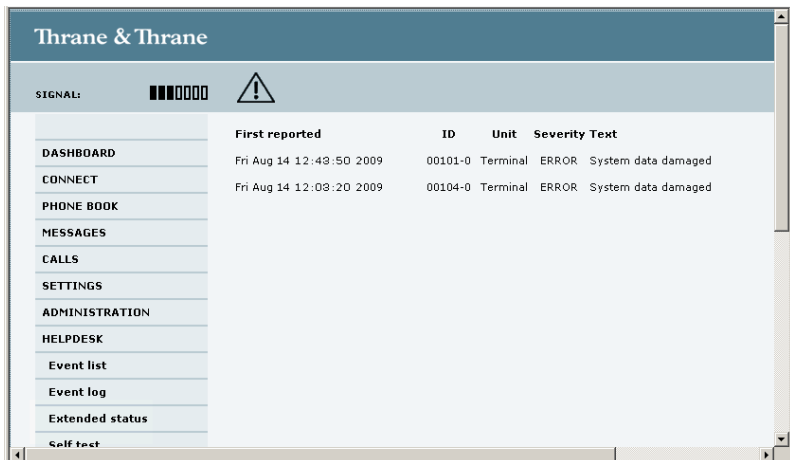 Thrane & Thrane
SIGNAL:
First reported ID Unit Severity Text
Fri Aug 14 12:43:50 2009 00101-0 Terminal ERROR System data damaged
Fri Aug 14 12:03:20 2009 00104-0 Terminal ERROR System data damaged
DASHBOARD
CONNECT
PHONE BOOK
MESSAGES
CALLS
SETTINGS
ADMINISTRATION
HELPDESK
Event list
Event log
Extended status
Self test